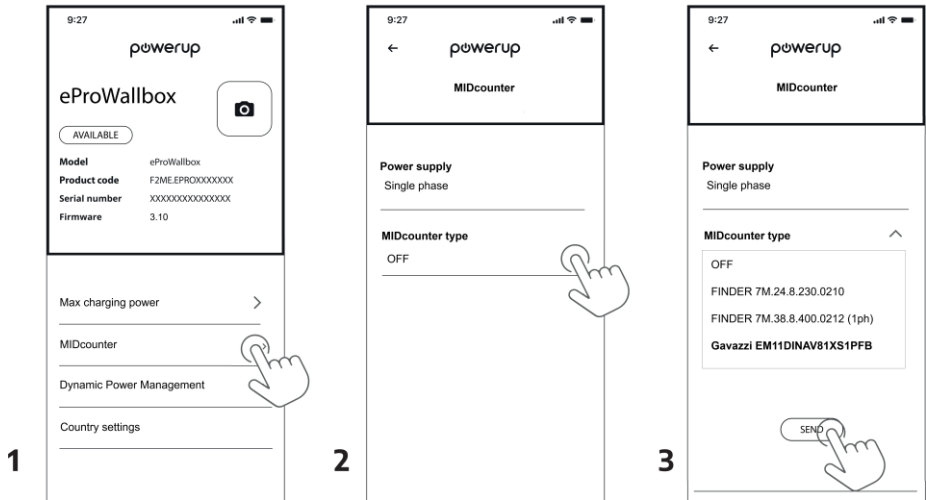 9:27
powerup
eProWallbox
AVAILABLE
Model eProWallbox
Product code F2ME.EPROXXXXXXX
Serial number XXXXXXXXXXXXXXX
Firmware 3.10
Max charging power
MIDcounter
Dynamic Power Management
Country settings
1
9:27
powerup
MIDcounter
Power supply
Single phase
MIDcounter type
OFF
2
9:27
powerup
MIDcounter
Power supply
Single phase
MIDcounter type
OFF
FINDER 7M.24.8.230.0210
FINDER 7M.38.8.400.0212 (1ph)
Gavazzi EM11DINAV81XS1PFB
SEND
3